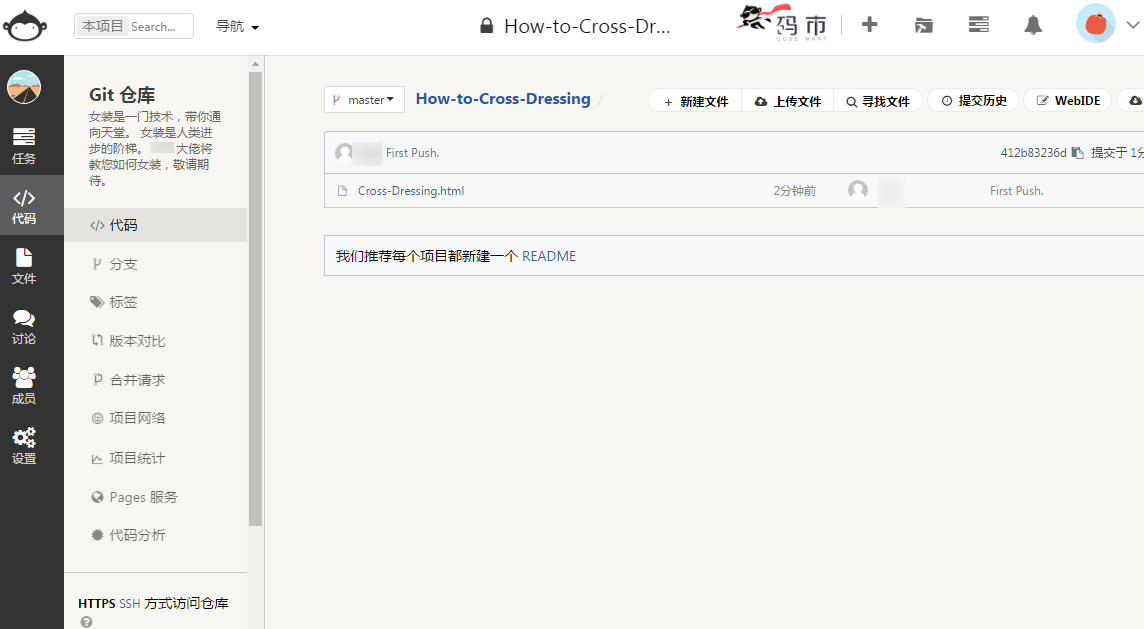 本项目 Search...
导航
How-to-Cross-Dr...
码市
CODE MART
任务
代码
文件
讨论
成员
设置
Git 仓库
女装是一门技术，带你通
向天堂。 女装是人类进
步的阶梯。 大佬将
教您如何女装，敬请期
待。
代码
分支
标签
版本对比
合并请求
项目网络
项目统计
Pages 服务
代码分析
HTTPS SSH 方式访问仓库
master
How-to-Cross-Dressing /
+ 新建文件
上传文件
寻找文件
提交历史
WebIDE
First Push.
412b83236d 提交于 1分
Cross-Dressing.html 2分钟前 First Push.
我们推荐每个项目都新建一个 README